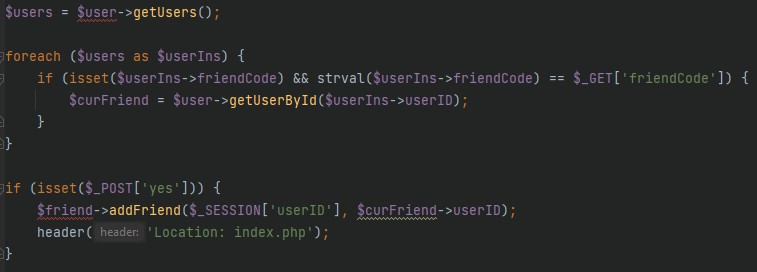 $users = $user->getUsers();
foreach ($users as $userIns) {
if (isset($userIns->friendCode) && strval($userIns->friendCode) == $_GET['friendCode']) {
$curFriend = $user->getUserById($userIns->userID);
}
}
if (isset($_POST['yes'])) {
$friend->addFriend($_SESSION['userID'], $curFriend->userID);
header( header: 'Location: index.php');
}